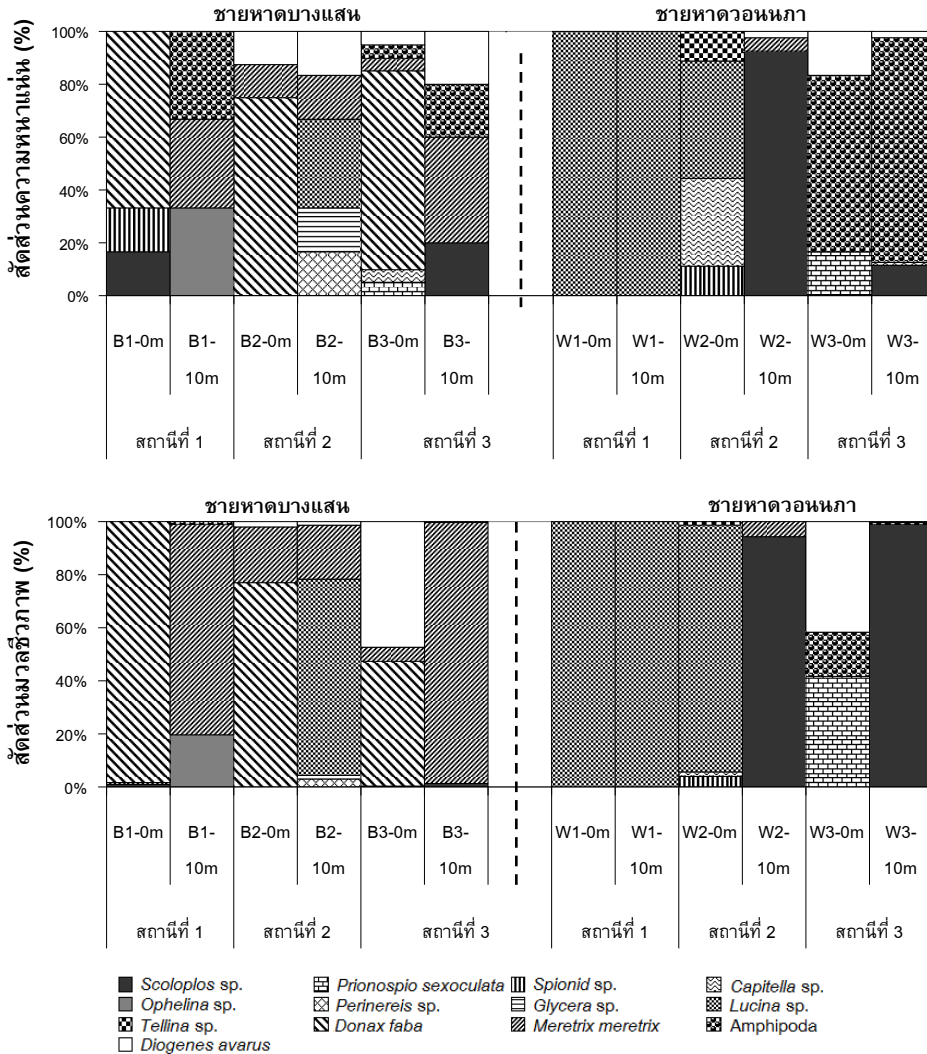 ชายหาดบางแสน ชายหาดวอนนภา
สัดส่วนความหนาแน่น (%)
100%
80%
60%
40%
20%
0%
B1-0m B1-10m B2-0m B2-10m B3-0m B3-10m W1-0m W1-10m W2-0m W2-10m W3-0m W3-10m
สถานีที่ 1 สถานีที่ 2 สถานีที่ 3 สถานีที่ 1 สถานีที่ 2 สถานีที่ 3
ชายหาดบางแสน ชายหาดวอนนภา
สัดส่วนมวลชีวภาพ (%)
100%
80%
60%
40%
20%
0%
B1-0m B1-10m B2-0m B2-10m B3-0m B3-10m W1-0m W1-10m W2-0m W2-10m W3-0m W3-10m
สถานีที่ 1 สถานีที่ 2 สถานีที่ 3 สถานีที่ 1 สถานีที่ 2 สถานีที่ 3
Scoloplos sp. Prionospio sexoculata Spionid sp. Capitella sp.
Ophelina sp. Perinereis sp. Glycera sp. Lucina sp.
Tellina sp. Donax faba Meretrix meretrix Amphipoda
Diogenes avarus